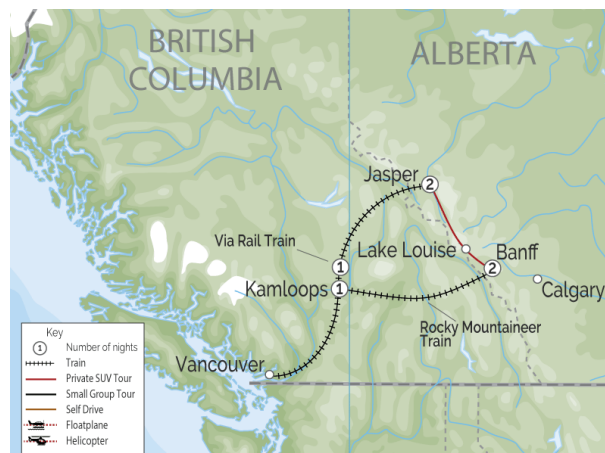 BRITISH
COLUMBIA
ALBERTA
Jasper
2
Via Rail Train
Lake Louise
Banff
1
2
Kamloops
1
Calgary
Rocky Mountaineer
Train
Vancouver
Key
1 Number of nights
Train
Private SUV Tour
Small Group Tour
Self Drive
Floatplane
Helicopter